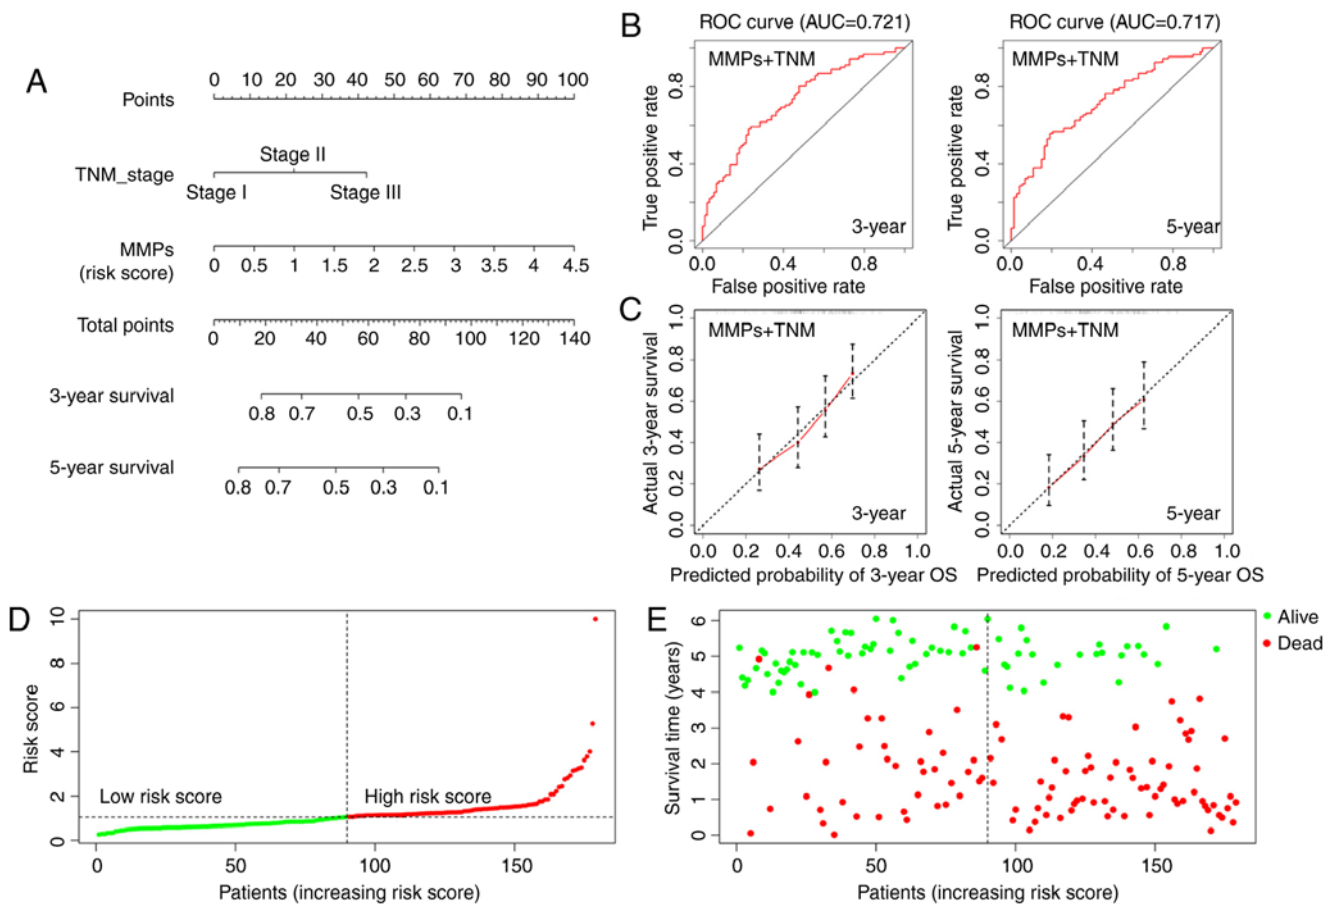 A
Points
0 10 20 30 40 50 60 70 80 90 100
TNM_stage
Stage II
Stage I
Stage III
MMPs
(risk score)
0 0.5 1 1.5 2 2.5 3 3.5 4 4.5
Total points
0 20 40 60 80 100 120 140
3-year survival
0.8 0.7 0.5 0.3 0.1
5-year survival
0.8 0.7 0.5 0.3 0.1
B
ROC curve (AUC=0.721)
MMPs+TNM
True positive rate
0.8
0.4
0.0
3-year
0.0 0.4 0.8
False positive rate
ROC curve (AUC=0.717)
MMPs+TNM
True positive rate
0.8
0.4
0.0
5-year
0.0 0.4 0.8
False positive rate
C
MMPs+TNM
Actual 3-year survival
1.0
0.8
0.6
0.4
0.2
0.0
3-year
0.0 0.2 0.4 0.6 0.8 1.0
Predicted probability of 3-year OS
MMPs+TNM
Actual 5-year survival
1.0
0.8
0.6
0.4
0.2
0.0
5-year
0.0 0.2 0.4 0.6 0.8 1.0
Predicted probability of 5-year OS
D
Risk score
10
8
6
4
2
0
Low risk score
High risk score
0 50 100 150
Patients (increasing risk score)
E
Survival time (years)
6
5
4
3
2
1
0
0 50 100 150
Patients (increasing risk score)
Alive
Dead